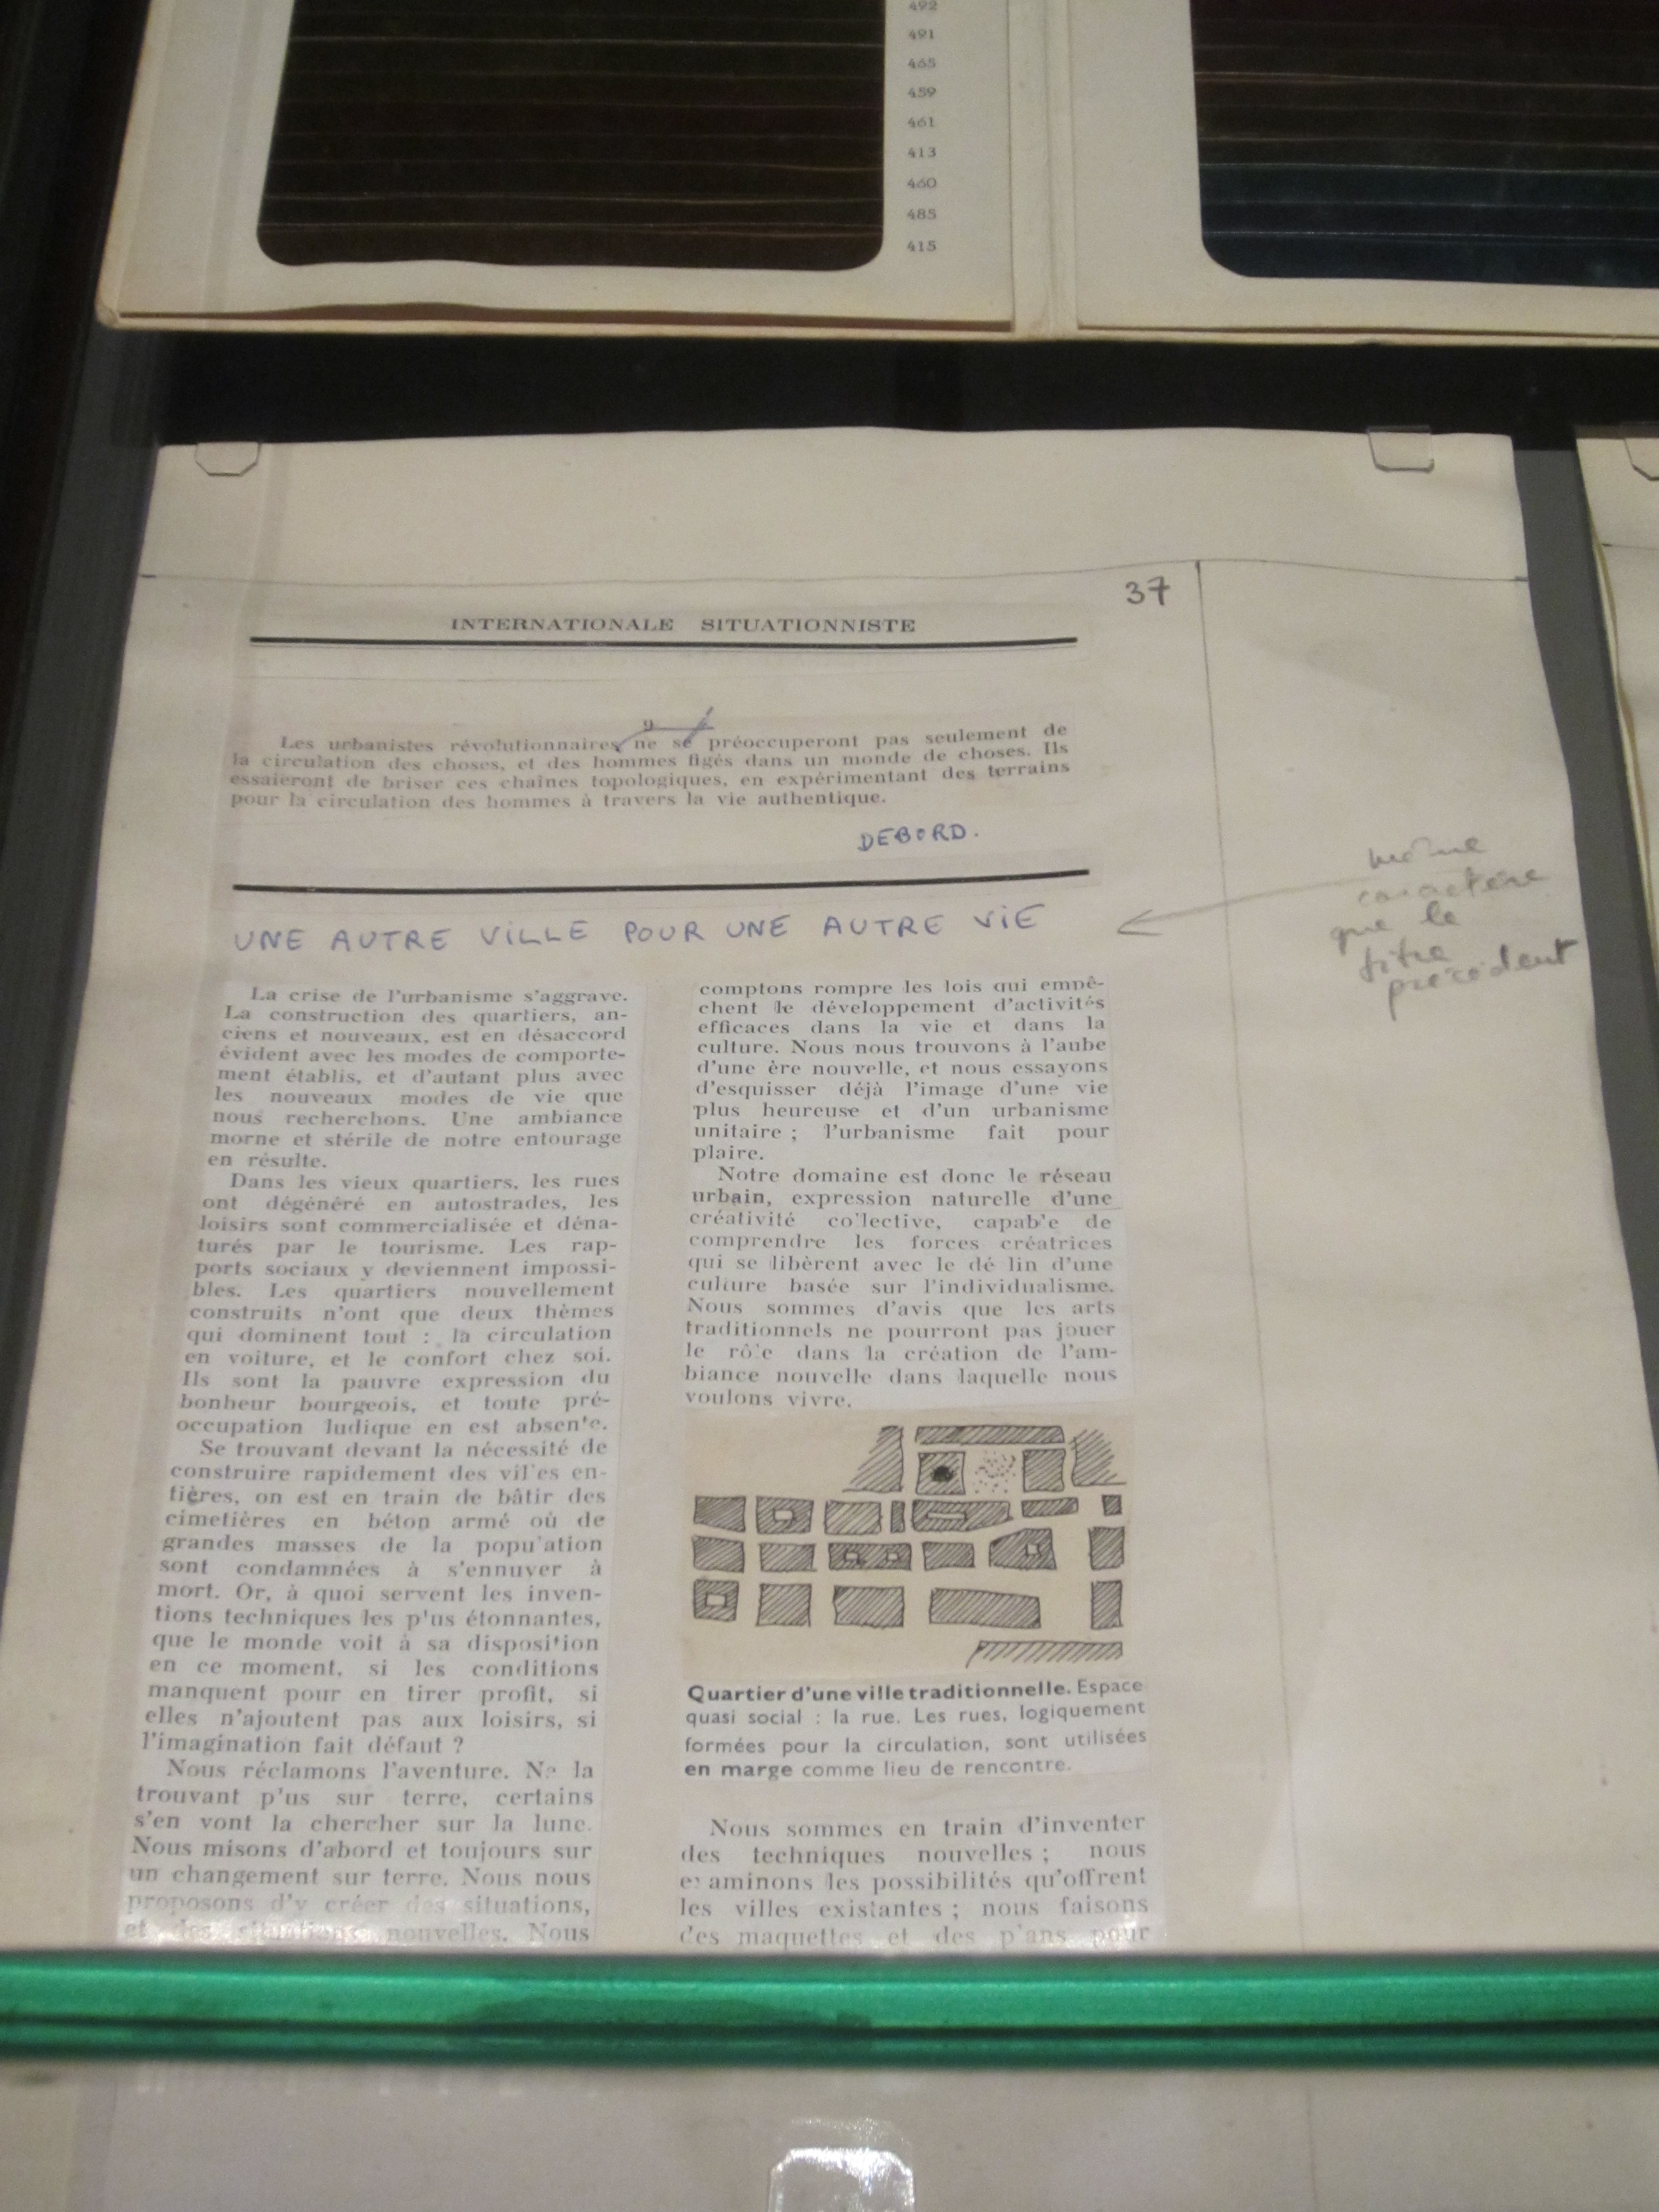 492
491
465
459
461
413
460
485
415
37
INTERNATIONALE SITUATIONNISTE
9
Les urbanistes révolutionnaires ne se préoccuperont pas seulement de
la circulation des choses, et des hommes figés dans un monde de choses. Ils
essaieront de briser ces chaînes topologiques, en expérimentant des terrains
pour la circulation des hommes à travers la vie authentique.
DEBORD.
UNE AUTRE VILLE POUR UNE AUTRE VIE
même
caractère
que le
titre
précédent
La crise de l'urbanisme s'aggrave.
La construction des quartiers, an-
ciens et nouveaux, est en désaccord
évident avec les modes de comporte-
ment établis, et d'autant plus avec
les nouveaux modes de vie que
nous recherchons. Une ambiance
morne et stérile de notre entourage
en résulte.
Dans les vieux quartiers, les rues
ont dégénéré en autostrades, les
loisirs sont commercialisée et déna-
turés par le tourisme. Les rap-
ports sociaux y deviennent impossi-
bles. Les quartiers nouvellement
construits n'ont que deux thèmes
qui dominent tout : la circulation
en voiture, et le confort chez soi.
Ils sont la pauvre expression du
bonheur bourgeois, et toute pré-
occupation ludique en est absente.
Se trouvant devant la nécessité de
construire rapidement des villes en-
tières, on est en train de bâtir des
cimetières en béton armé où de
grandes masses de la population
sont condamnées à s'ennuyer à
mort. Or, à quoi servent les inven-
tions techniques les plus étonnantes,
que le monde voit à sa disposition
en ce moment, si les conditions
manquent pour en tirer profit, si
elles n'ajoutent pas aux loisirs, si
l'imagination fait défaut ?
Nous réclamons l'aventure. Ne la
trouvant plus sur terre, certains
s'en vont la chercher sur la lune.
Nous misons d'abord et toujours sur
un changement sur terre. Nous nous
proposons d'y créer des situations,
et des situations nouvelles. Nous
comptons rompre les lois qui empê-
chent le développement d'activités
efficaces dans la vie et dans la
culture. Nous nous trouvons à l'aube
d'une ère nouvelle, et nous essayons
d'esquisser déjà l'image d'une vie
plus heureuse et d'un urbanisme
unitaire ; l'urbanisme fait pour
plaire.
Notre domaine est donc le réseau
urbain, expression naturelle d'une
créativité collective, capable de
comprendre les forces créatrices
qui se libèrent avec le dé lin d'une
culture basée sur l'individualisme.
Nous sommes d'avis que les arts
traditionnels ne pourront pas jouer
le rôle dans la création de l'am-
biance nouvelle dans laquelle nous
voulons vivre.
Quartier d'une ville traditionnelle. Espace
quasi social : la rue. Les rues, logiquement
formées pour la circulation, sont utilisées
en marge comme lieu de rencontre.
Nous sommes en train d'inventer
des techniques nouvelles ; nous
examinons les possibilités qu'offrent
les villes existantes ; nous faisons
des maquettes et des plans pour